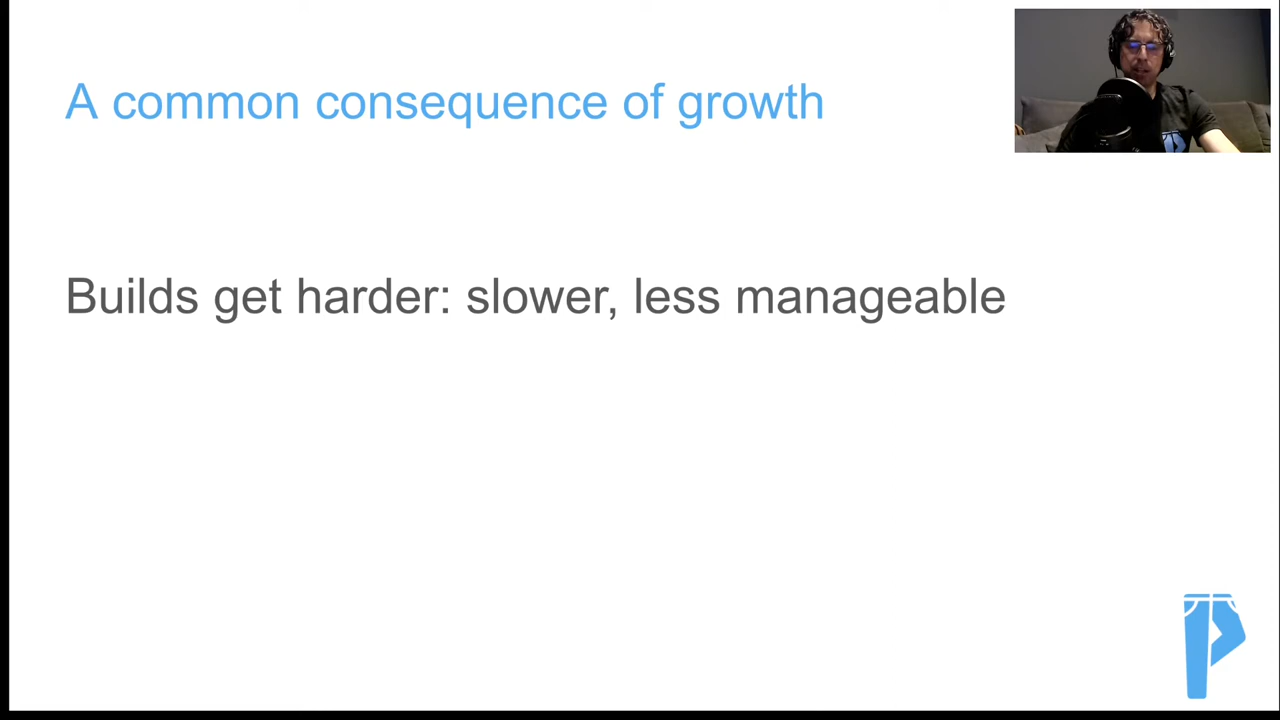 A common consequence of growth
Builds get harder: slower, less manageable